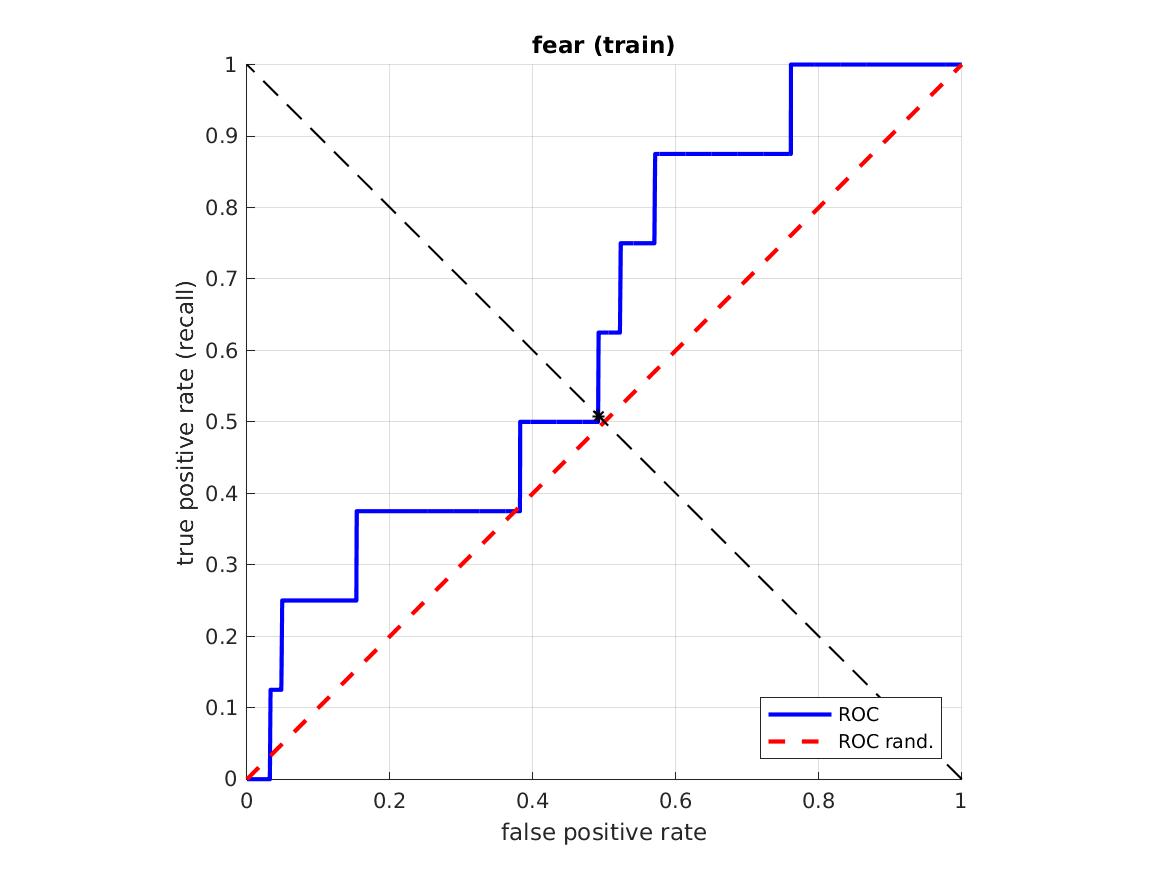 fear (train)
1
0.9
0.8
0.7
0.6
0.5
0.4
0.3
0.2
0.1
0
true positive rate (recall)
ROC
ROC rand.
0 0.2 0.4 0.6 0.8 1
false positive rate